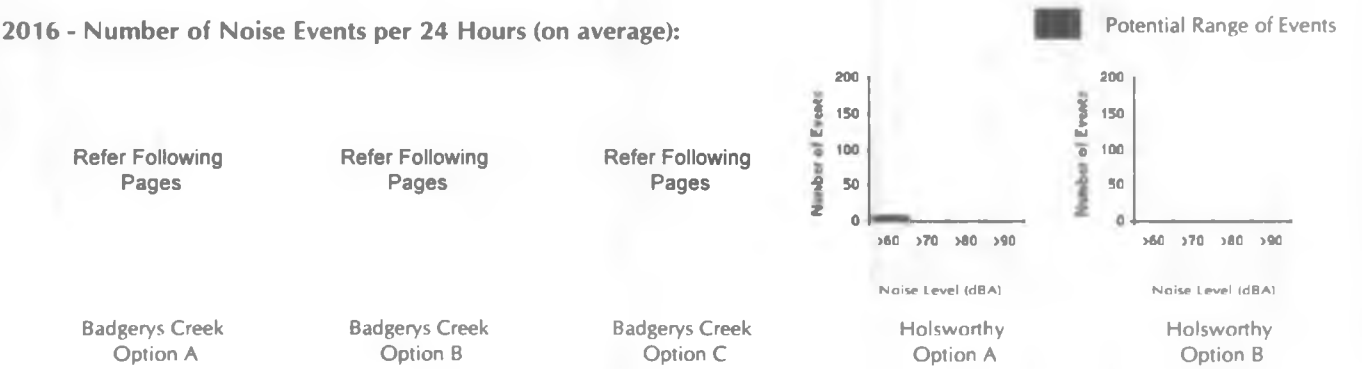 2016 - Number of Noise Events per 24 Hours (on average):
Potential Range of Events
Refer Following
Pages
Refer Following
Pages
Refer Following
Pages
Number of Events
200
150
100
50
0
>60 >70 >80 >90
Noise Level (dBA)
Number of Events
200
150
100
50
0
>60 >70 >80 >90
Noise Level (dBA)
Badgerys Creek
Option A
Badgerys Creek
Option B
Badgerys Creek
Option C
Holsworthy
Option A
Holsworthy
Option B